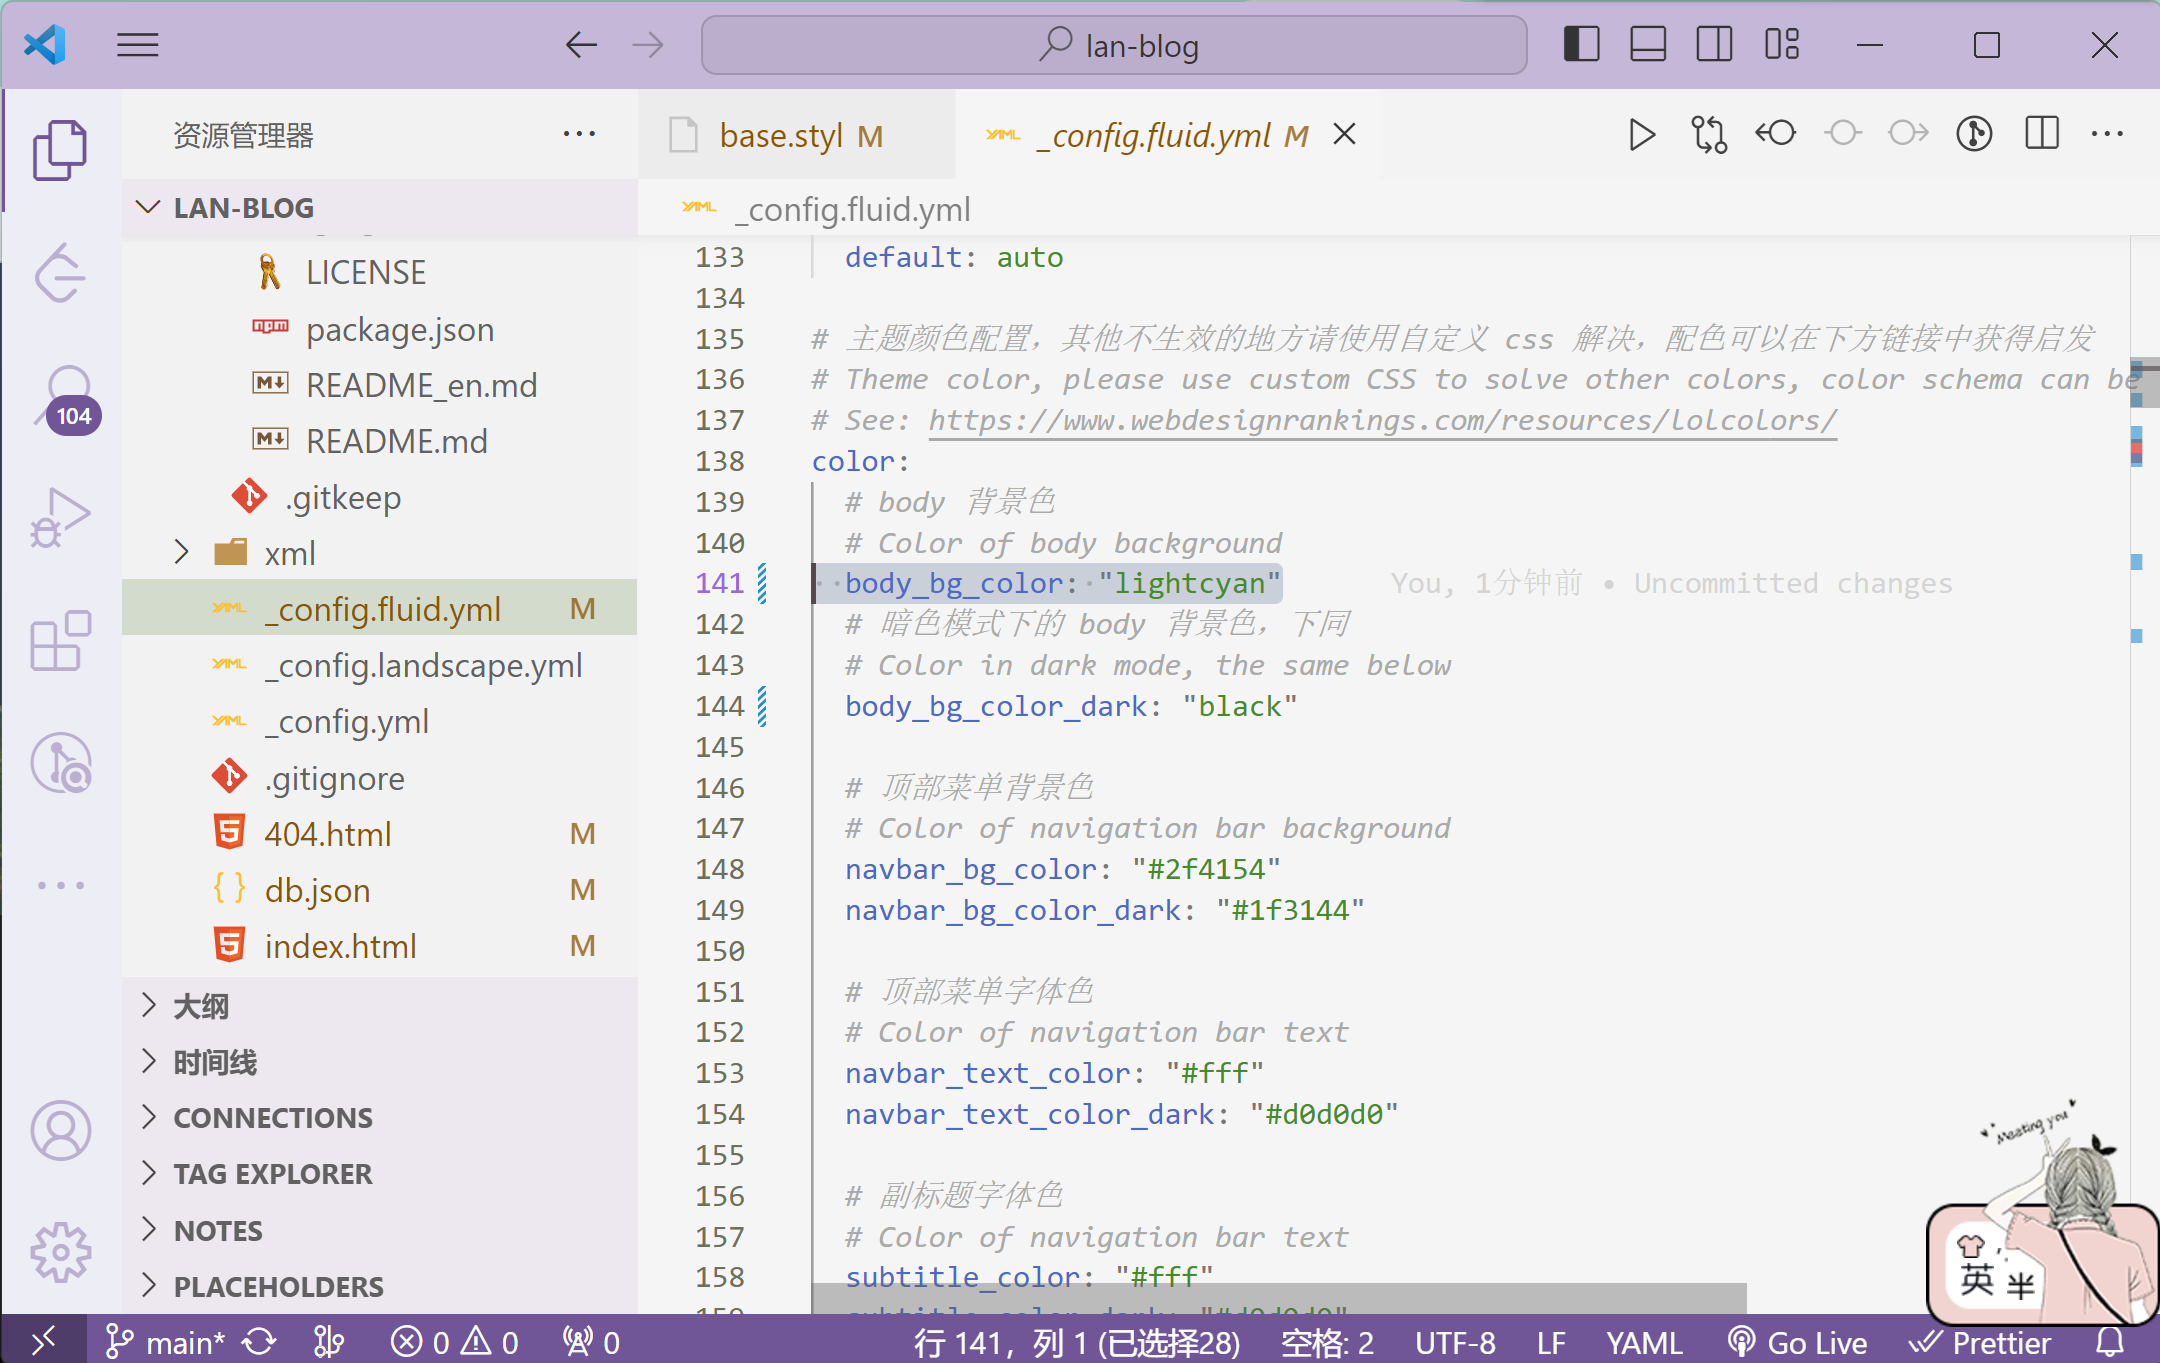 lan-blog
资源管理器
base.styl M
_config.fluid.yml M
LAN-BLOG
_config.fluid.yml
LICENSE
package.json
README_en.md
README.md
.gitkeep
xml
_config.fluid.yml M
_config.landscape.yml
_config.yml
.gitignore
404.html M
db.json M
index.html M
大纲
时间线
CONNECTIONS
TAG EXPLORER
NOTES
PLACEHOLDERS
104
133 default: auto
134
135 # 主题颜色配置，其他不生效的地方请使用自定义 css 解决，配色可以在下方链接中获得启发
136 # Theme color, please use custom CSS to solve other colors, color schema can be
137 # See: https://www.webdesignrankings.com/resources/lolcolors/
138 color:
139 # body 背景色
140 # Color of body background
141 body_bg_color: "lightcyan" You, 1分钟前 • Uncommitted changes
142 # 暗色模式下的 body 背景色，下同
143 # Color in dark mode, the same below
144 body_bg_color_dark: "black"
145
146 # 顶部菜单背景色
147 # Color of navigation bar background
148 navbar_bg_color: "#2f4154"
149 navbar_bg_color_dark: "#1f3144"
150
151 # 顶部菜单字体色
152 # Color of navigation bar text
153 navbar_text_color: "#fff"
154 navbar_text_color_dark: "#d0d0d0"
155
156 # 副标题字体色
157 # Color of navigation bar text
158 subtitle_color: "#fff"
159 subtitle_color_dark: "#d0d0d0"
Meeting you
英 半
main* 0 0 0 行 141，列 1 (已选择28) 空格: 2 UTF-8 LF YAML Go Live Prettier